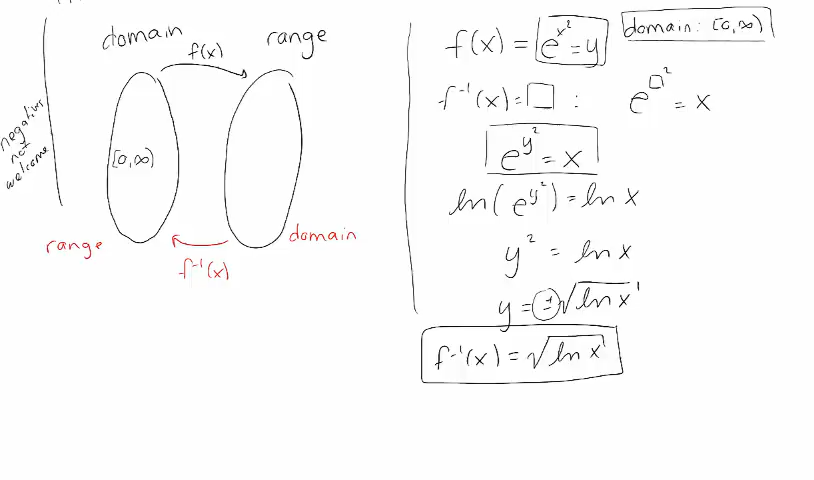 domain
range
f(x)
negatives
not
welcome
[0,∞)
range
domain
f⁻¹(x)
f(x) = e^{x²} = y
domain: [0,∞)
f⁻¹(x) = □ : e^{□²} = x
e^{y²} = x
ln(e^{y²}) = ln x
y² = ln x
y = ±√(ln x)
f⁻¹(x) = √(ln x)